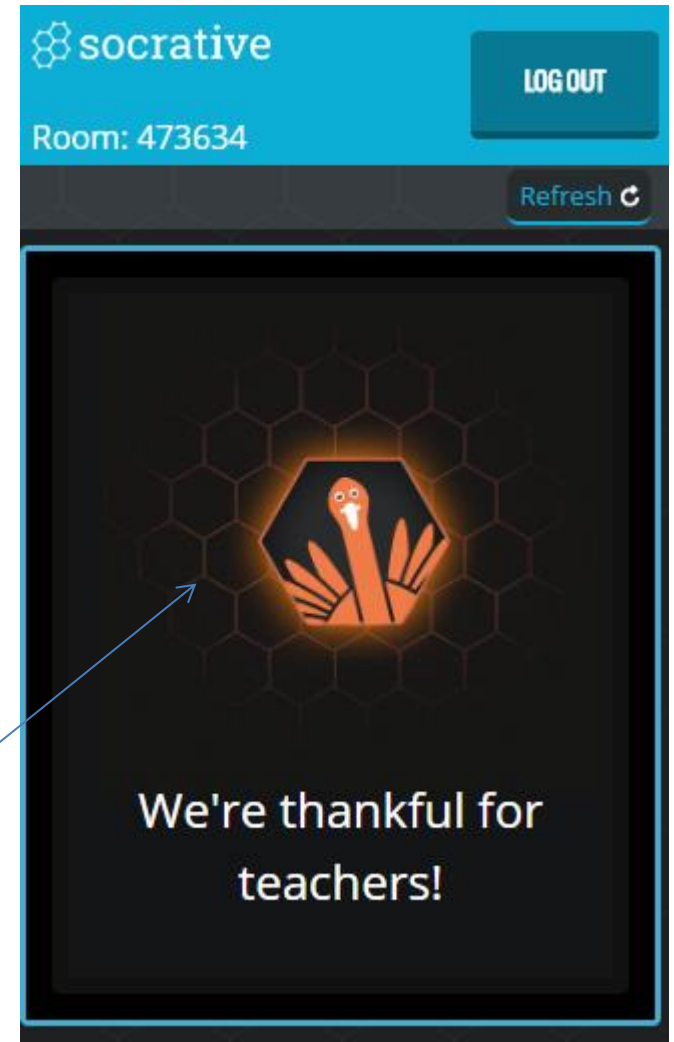 socrative
LOG OUT
Room: 473634
Refresh
We're thankful for
teachers!